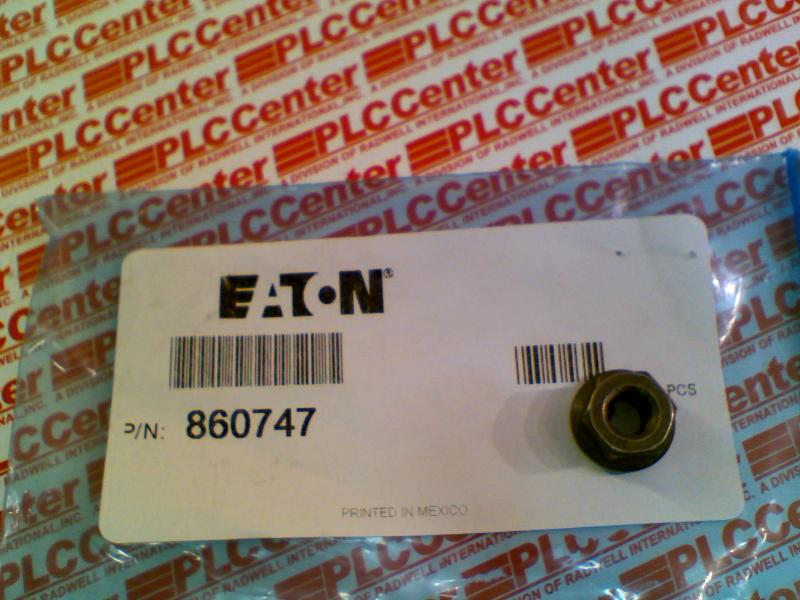 PLCCenter
A DIVISION OF RADWELL INTERNATIONAL, INC.
EATON®
P/N: 860747
PCS
PRINTED IN MEXICO